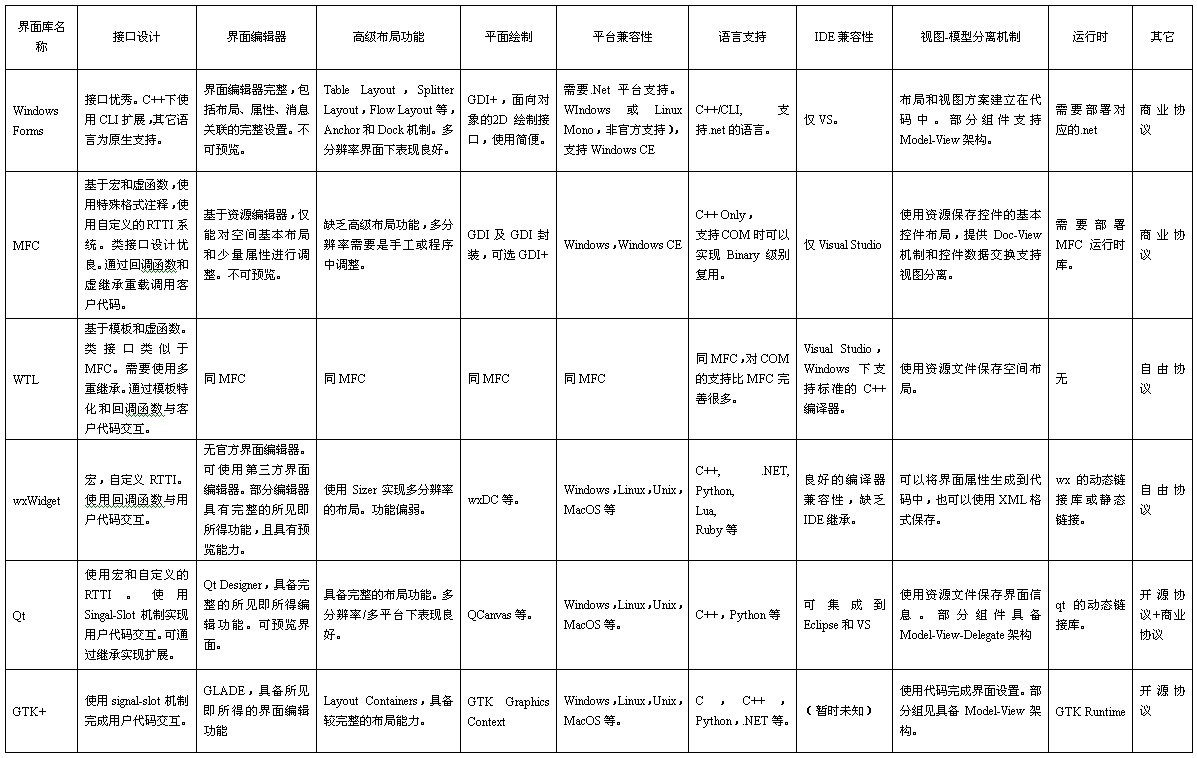 界面库名
称
接口设计
界面编辑器
高级布局功能
平面绘制
平台兼容性
语言支持
IDE 兼容性
视图-模型分离机制
运行时
其它
Windows
Forms
接口优秀。C++下使
用 CLI 扩展，其它语
言为原生支持。
界面编辑器完整，包
括布局、属性、消息
关联的完整设置。不
可预览。
Table Layout，Splitter
Layout，Flow Layout 等，
Anchor 和 Dock 机制。多
分辨率界面下表现良好。
GDI+，面向对
象的2D 绘制接
口，使用简便。
需要.Net 平台支持。
WIndows 或 Linux
Mono，非官方支持），
支持 Windows CE
C++/CLI, 支
持.net 的语言。
仅 VS。
布局和视图方案建立在代
码中。部分组件支持
Model-View 架构。
需要部署对
应的.net
商业协
议
MFC
基于宏和虚函数，使
用特殊格式注释，使
用自定义的RTTI 系
统。类接口设计优
良。通过回调函数和
虚继承重载调用客
户代码。
基于资源编辑器，仅
能对空间基本布局
和少量属性进行调
整。不可预览。
缺乏高级布局功能，多分
辨率需要是手工或程序
中调整。
GDI 及 GDI 封
装，可选GDI+
Windows，Windows CE
C++ Only，
支持COM 时可以
实现 Binary 级别
复用。
仅 Visual Studio
使用资源保存控件的基本
控件布局，提供 Doc-View
机制和控件数据交换支持
视图分离。
需要部署
MFC 运行时
库。
商业协
议
WTL
基于模板和虚函数。
类接口类似于
MFC。需要使用多
重继承。通过模板特
化和回调函数与客
户代码交互。
同MFC
同 MFC
同 MFC
同 MFC
同 MFC，对 COM
的支持比 MFC 完
善很多。
Visual Studio，
Windows 下支
持标准的 C++
编译器。
使用资源文件保存空间布
局。
无
自由协
议
wxWidget
宏，自定义 RTTI。
使用回调函数与用
户代码交互。
无官方界面编辑器。
可使用第三方界面
编辑器。部分编辑器
具有完整的所见即
所得功能，且具有预
览能力。
使用 Sizer 实现多分辨率
的布局。功能偏弱。
wxDC 等。
Windows，Linux，Unix，
MacOS 等
C++, .NET,
Python,
Lua,
Ruby 等
良好的编译器
兼容性，缺乏
IDE 继承。
可以将界面属性生成到代
码中，也可以使用 XML 格
式保存。
wx 的动态链
接库或静态
链接。
自由协
议
Qt
使用宏和自定义的
RTTI 。 使用
Singal-Slot 机制实现
用户代码交互。可通
过继承实现扩展。
Qt Designer，具备完
整的所见即所得编
辑功能。可预览界
面。
具备完整的布局功能。多
分辨率/多平台下表现良
好。
QCanvas 等。
Windows，Linux，Unix，
MacOS 等。
C++，Python 等
可集成到
Eclipse 和 VS
使用资源文件保存界面信
息。部分组件具备
Model-View-Delegate 架构
qt 的动态链
接库。
开源协
议+商业
协议
GTK+
使用 signal-slot 机制
完成用户代码交互。
GLADE，具备所见
即所得的界面编辑
功能
Layout Containers，具备
较完整的布局能力。
GTK Graphics
Context
Windows，Linux，Unix，
MacOS 等。
C ， C++ ，
Python，.NET 等。
（暂时未知）
使用代码完成界面设置。部
分组见具备 Model-View 架
构。
GTK Runtime
开源协
议